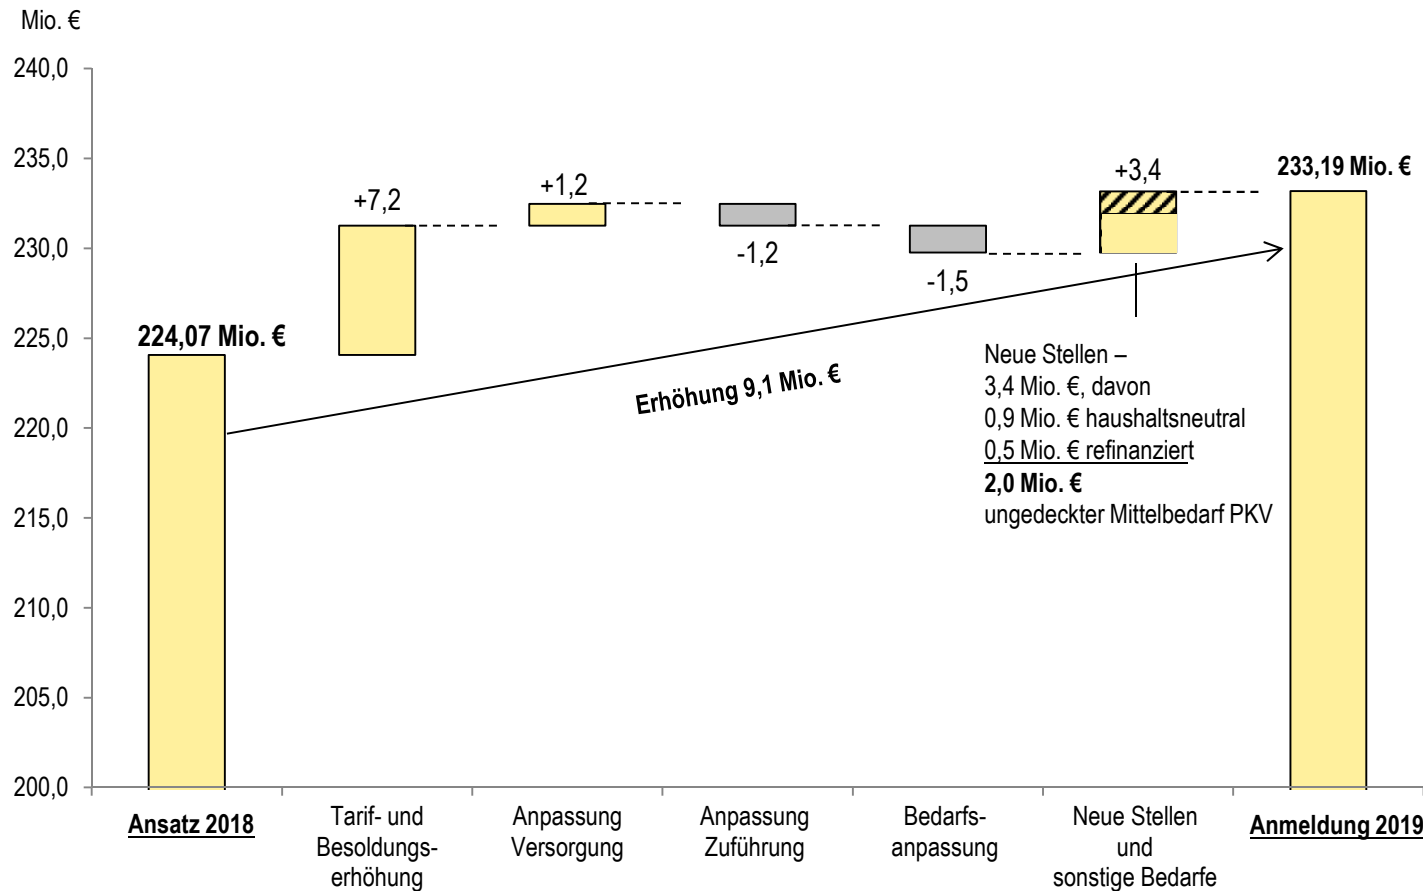 Mio. €
240,0
235,0
230,0
225,0
220,0
215,0
210,0
205,0
200,0
224,07 Mio. €
+7,2
+1,2
-1,2
-1,5
+3,4
233,19 Mio. €
Erhöhung 9,1 Mio. €
Neue Stellen –
3,4 Mio. €, davon
0,9 Mio. € haushaltsneutral
0,5 Mio. € refinanziert
2,0 Mio. €
ungedeckter Mittelbedarf PKV
Ansatz 2018
Tarif- und
Besoldungs-
erhöhung
Anpassung
Versorgung
Anpassung
Zuführung
Bedarfs-
anpassung
Neue Stellen
und
sonstige Bedarfe
Anmeldung 2019